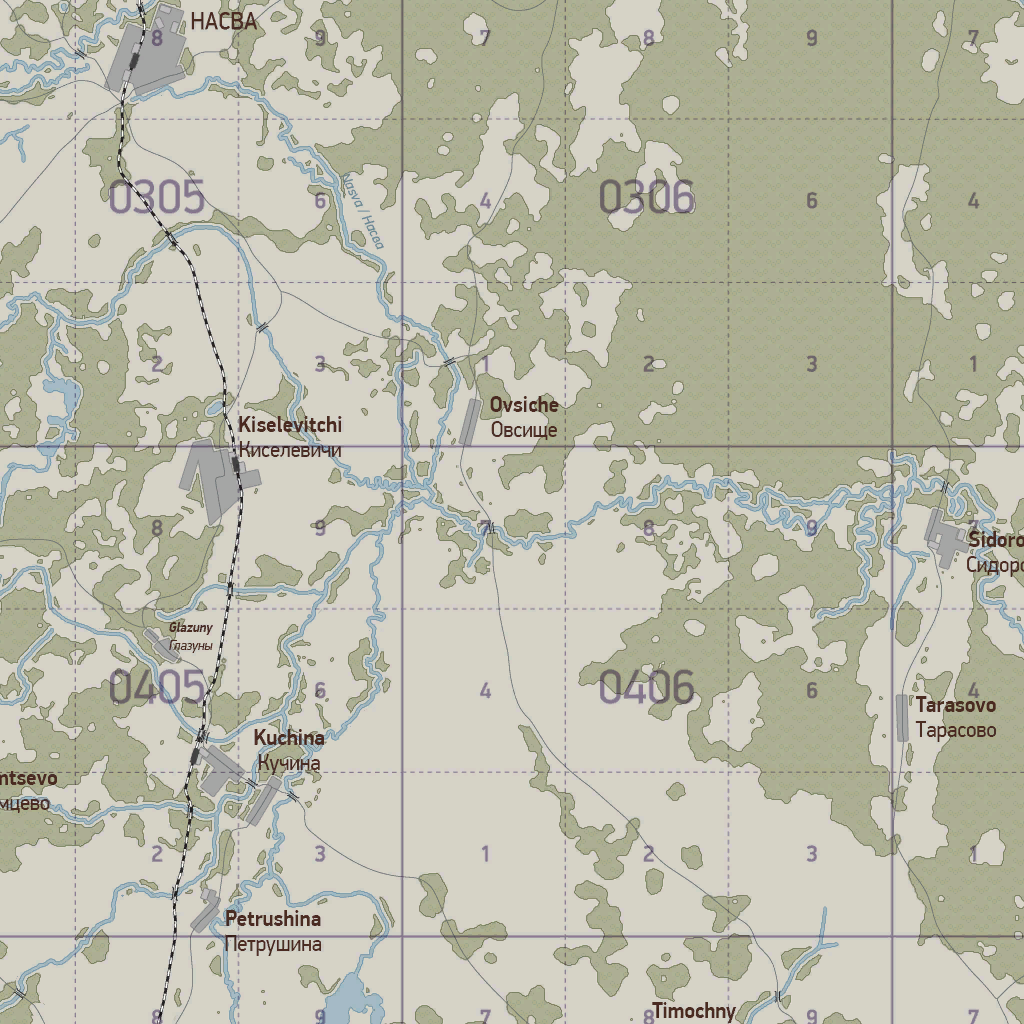 НАСВА
8
9
7
8
9
7
0305
6
4
0306
6
4
Nasva / Насва
2
3
1
2
3
1
Ovsiche
Овсище
Kiselevitchi
Киселевичи
8
9
7
8
9
7
Sidoro
Сидоро
Glazuny
Глазуны
0405
6
4
0406
6
4
Tarasovo
Тарасово
Kuchina
Кучина
ntsevo
мцево
2
3
1
2
3
1
Petrushina
Петрушина
Timochny
8
9
7
8
9
7